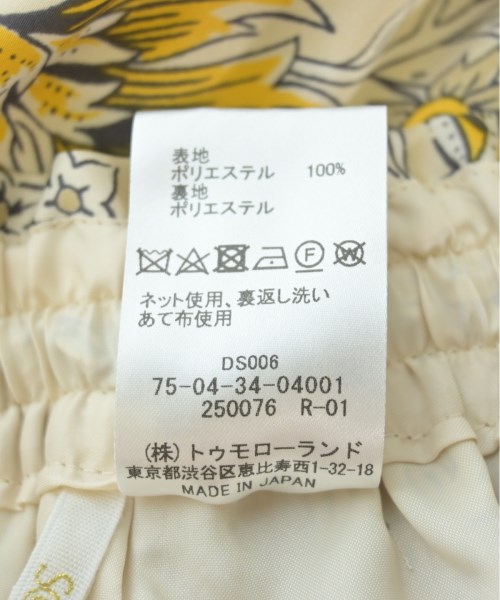 表地
ポリエステル 100%
裏地
ポリエステル
F W
ネット使用、裏返し洗い
あて布使用
DS006
75-04-34-04001
250076 R-01
(株)トゥモローランド
東京都渋谷区恵比寿西1-32-18
MADE IN JAPAN